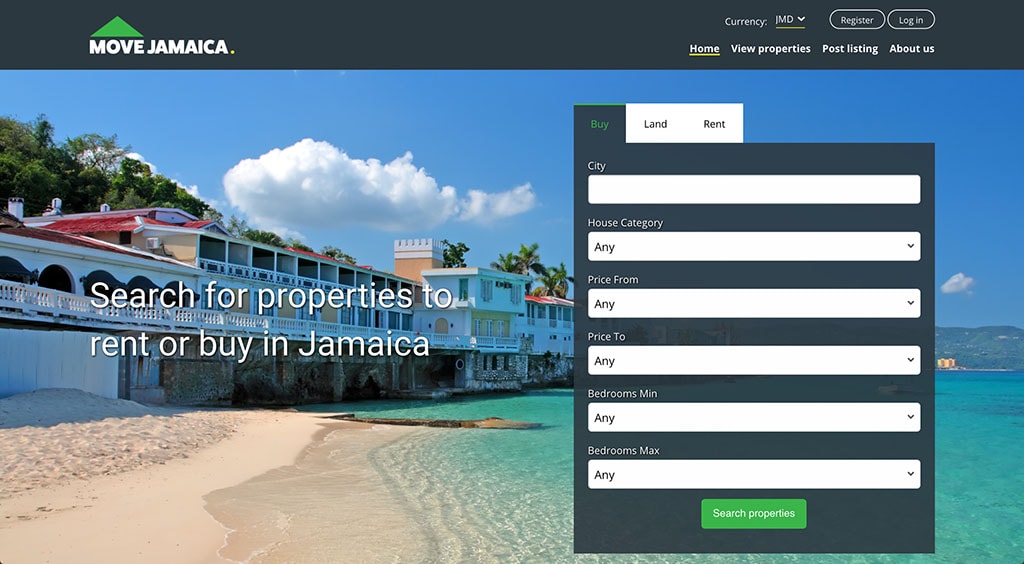 Currency: JMD Register Log in
MOVE JAMAICA.
Home View properties Post listing About us
Search for properties to
rent or buy in Jamaica
Buy Land Rent
City
House Category
Any
Price From
Any
Price To
Any
Bedrooms Min
Any
Bedrooms Max
Any
Search properties